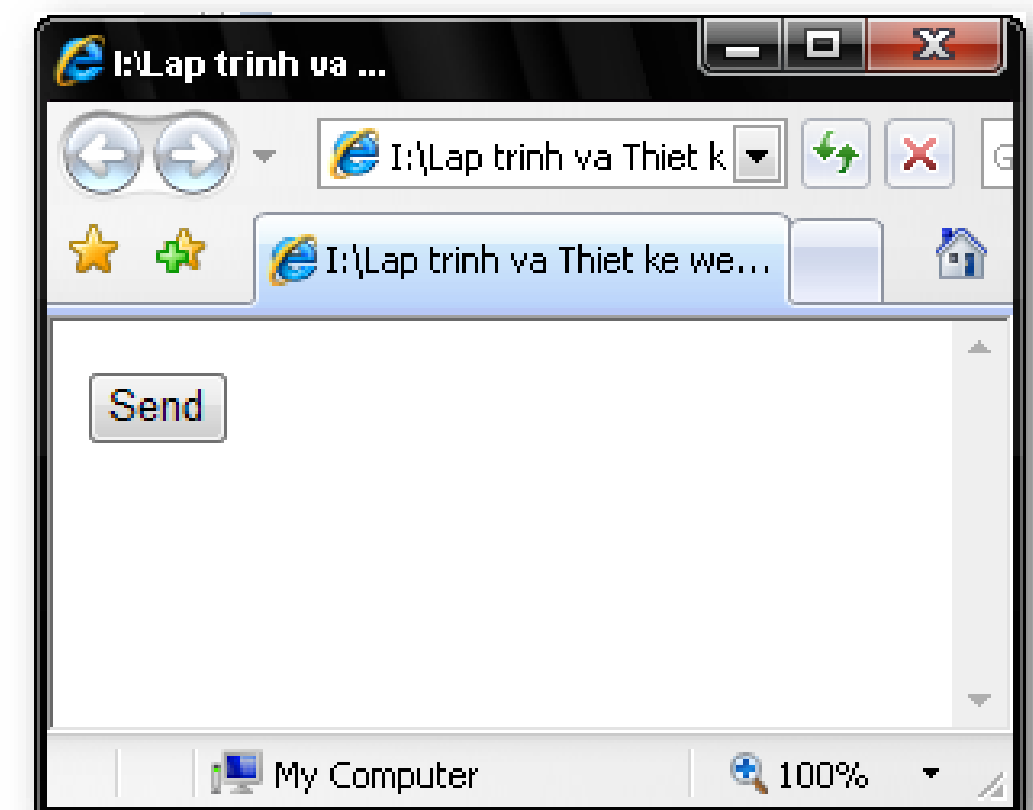 I:\Lap trinh va ...
I:\Lap trinh va Thiet k
G
I:\Lap trinh va Thiet ke we...
Send
My Computer
100%